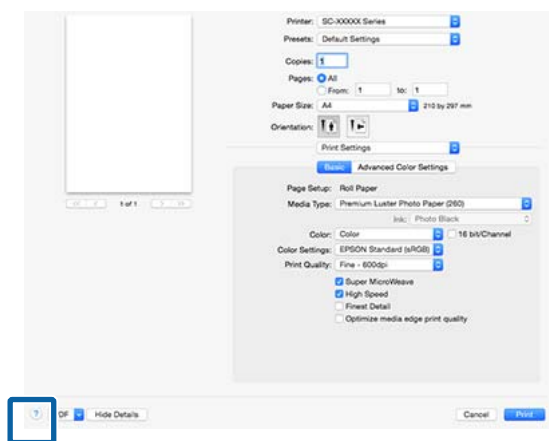 Printer: SC-XXXXX Series
Presets: Default Settings
Copies: 1
Pages: All
From: 1 to: 1
Paper Size: A4 210 by 297 mm
Orientation:
Print Settings
Basic Advanced Color Settings
Page Setup: Roll Paper
Media Type: Premium Luster Photo Paper (260)
Ink: Photo Black
1 of 1
Color: Color 16 bit/Channel
Color Settings: EPSON Standard (sRGB)
Print Quality: Fine - 600dpi
Super MicroWeave
High Speed
Finest Detail
Optimize media edge print quality
? DF Hide Details Cancel Print